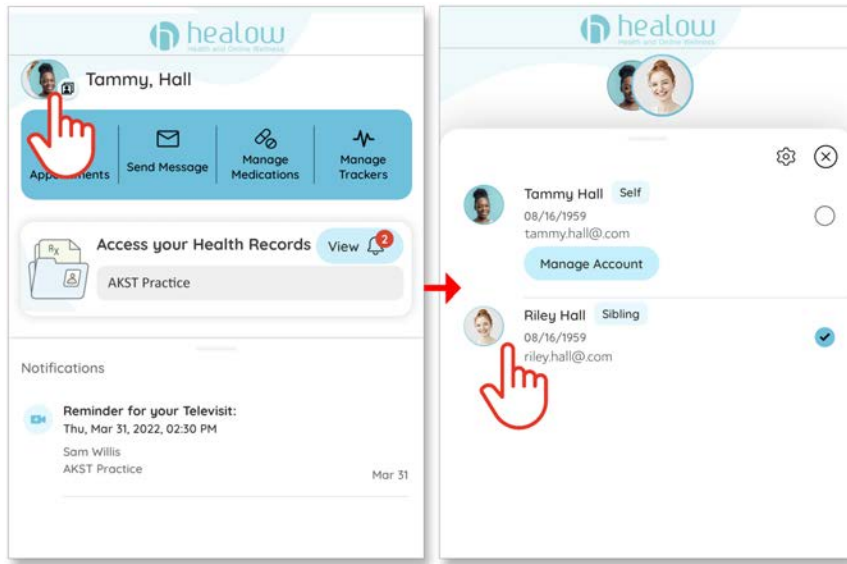 healow
Health and Online Wellness
Tammy, Hall
Send Message
Manage
Medications
Manage
Trackers
Access your Health Records
View
2
Rx
AKST Practice
Notifications
Reminder for your Televisit:
Thu, Mar 31, 2022, 02:30 PM
Sam Willis
AKST Practice
Mar 31
healow
Health and Online Wellness
Tammy Hall Self
08/16/1959
tammy.hall@.com
Manage Account
Riley Hall Sibling
08/16/1959
riley.hall@.com